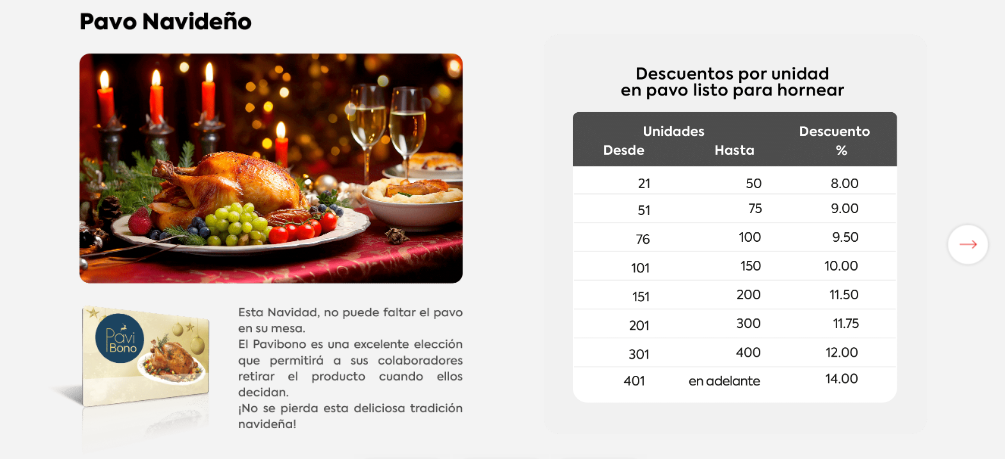 Pavo Navideño
Pavi
Bono
Esta Navidad, no puede faltar el pavo
en su mesa.
El Pavibono es una excelente elección
que permitirá a sus colaboradores
retirar el producto cuando ellos
decidan.
¡No se pierda esta deliciosa tradición
navideña!
Descuentos por unidad
en pavo listo para hornear
Unidades Descuento
Desde Hasta %
21 50 8.00
51 75 9.00
76 100 9.50
101 150 10.00
151 200 11.50
201 300 11.75
301 400 12.00
401 en adelante 14.00